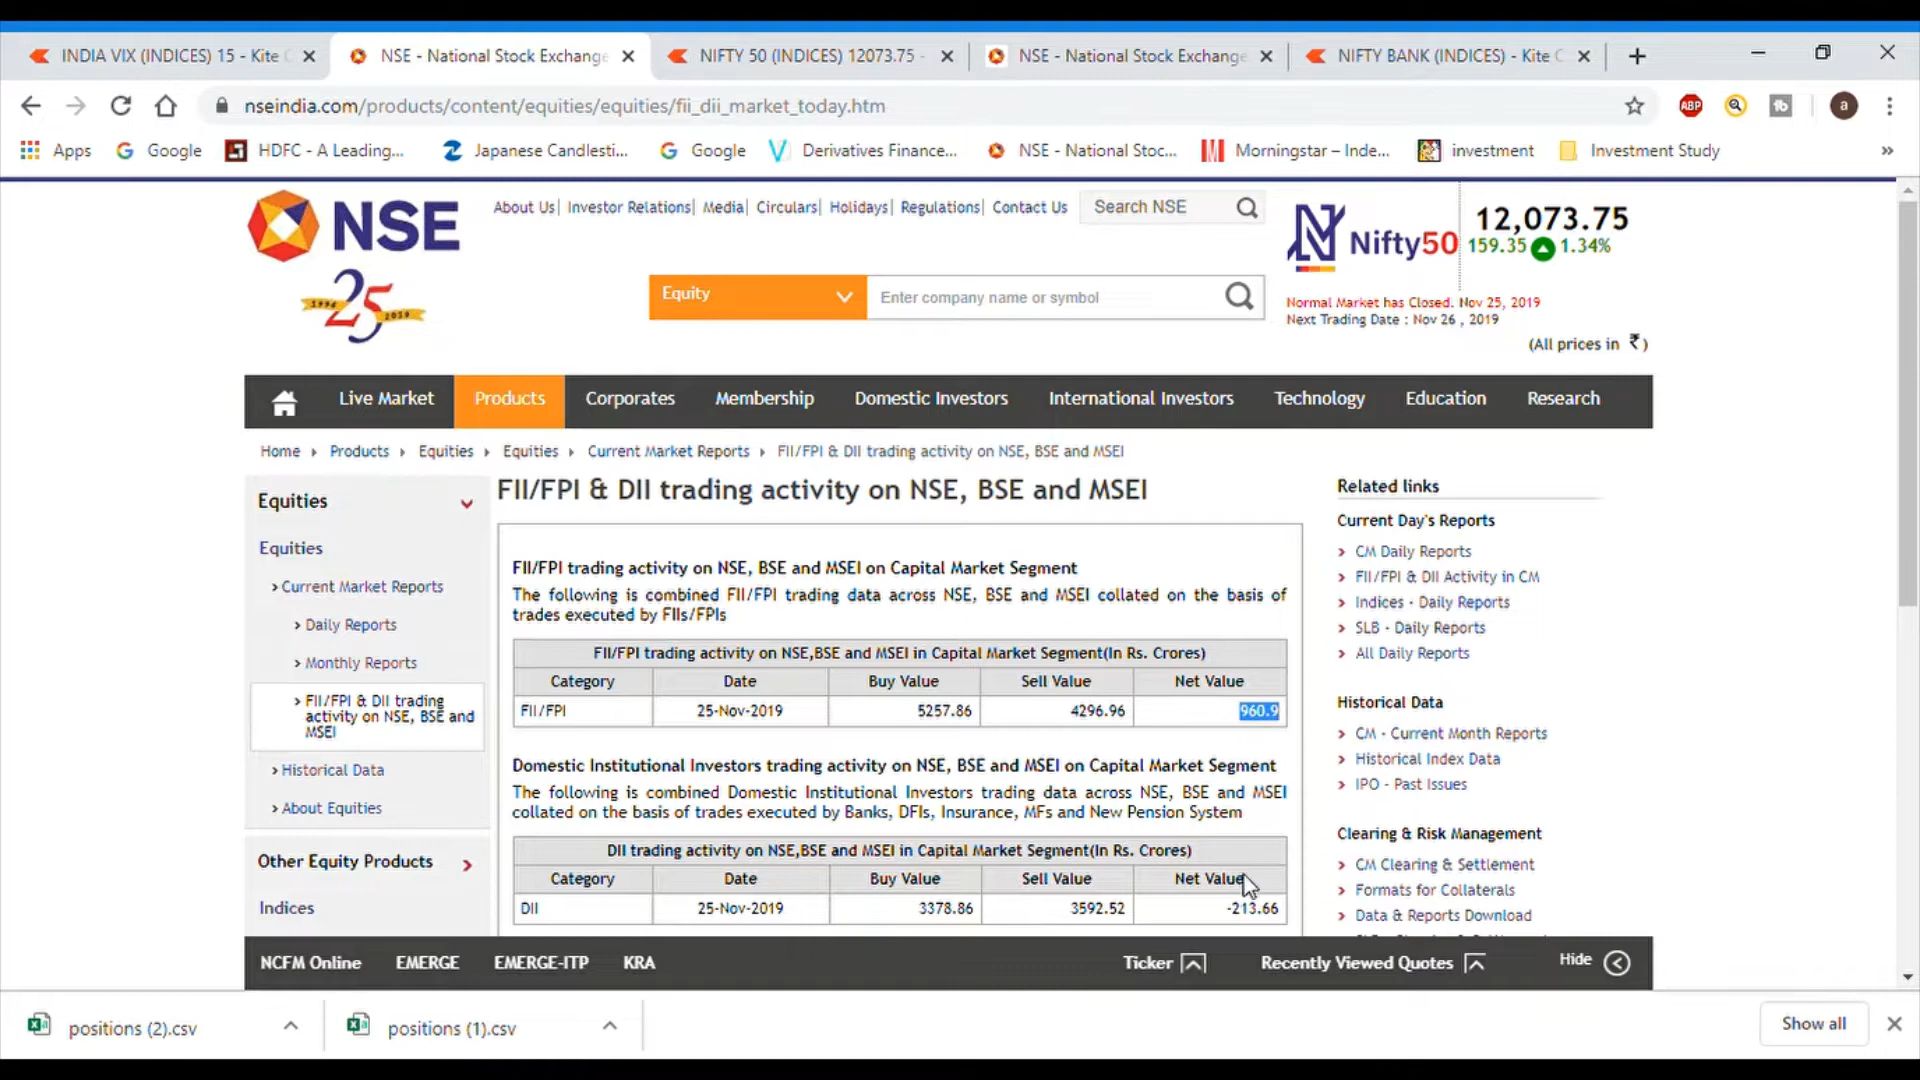 INDIA VIX (INDICES) 15 - Kite C
NSE - National Stock Exchange
NIFTY 50 (INDICES) 12073.75 -
NSE - National Stock Exchange
NIFTY BANK (INDICES) - Kite C
nseindia.com/products/content/equities/equities/fii_dii_market_today.htm
ABP
a
Apps
Google
HDFC - A Leading...
Japanese Candlesti...
Google
Derivatives Finance...
NSE - National Stoc...
Morningstar – Inde...
investment
Investment Study
»
NSE
25
1994
2019
About Us| Investor Relations| Media| Circulars| Holidays| Regulations| Contact Us
Search NSE
Equity
Enter company name or symbol
Nifty50
12,073.75
159.35 1.34%
Normal Market has Closed. Nov 25, 2019
Next Trading Date : Nov 26 , 2019
(All prices in ₹ )
Live Market Products Corporates Membership Domestic Investors International Investors Technology Education Research
Home Products Equities Equities Current Market Reports FII/FPI & DII trading activity on NSE, BSE and MSEI
Equities
Equities
Current Market Reports
Daily Reports
Monthly Reports
FII/FPI & DII trading
activity on NSE, BSE and
MSEI
Historical Data
About Equities
Other Equity Products
Indices
FII/FPI & DII trading activity on NSE, BSE and MSEI
FII/FPI trading activity on NSE, BSE and MSEI on Capital Market Segment
The following is combined FII/FPI trading data across NSE, BSE and MSEI collated on the basis of
trades executed by FIIs/FPIs
FII/FPI trading activity on NSE,BSE and MSEI in Capital Market Segment(In Rs. Crores)
Category Date Buy Value Sell Value Net Value
FII/FPI 25-Nov-2019 5257.86 4296.96 960.9
Domestic Institutional Investors trading activity on NSE, BSE and MSEI on Capital Market Segment
The following is combined Domestic Institutional Investors trading data across NSE, BSE and MSEI
collated on the basis of trades executed by Banks, DFIs, Insurance, MFs and New Pension System
DII trading activity on NSE,BSE and MSEI in Capital Market Segment(In Rs. Crores)
Category Date Buy Value Sell Value Net Value
DII 25-Nov-2019 3378.86 3592.52 -213.66
Related links
Current Day's Reports
CM Daily Reports
FII/FPI & DII Activity in CM
Indices - Daily Reports
SLB - Daily Reports
All Daily Reports
Historical Data
CM - Current Month Reports
Historical Index Data
IPO - Past Issues
Clearing & Risk Management
CM Clearing & Settlement
Formats for Collaterals
Data & Reports Download
NCFM Online EMERGE EMERGE-ITP KRA Ticker Recently Viewed Quotes Hide
positions (2).csv
positions (1).csv
Show all